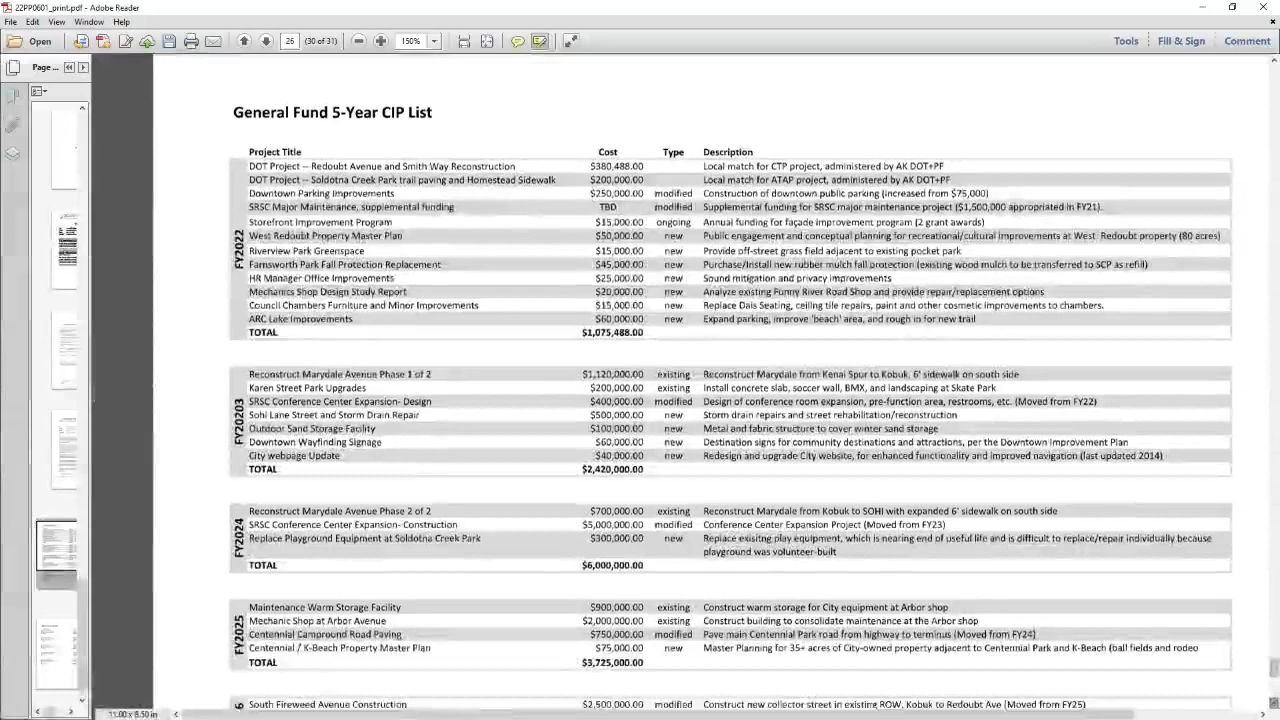 22PP0601_print.pdf - Adobe Reader
File Edit View Window Help
Open 26 (30 of 31) 150% Tools Fill & Sign Comment
Page ...
General Fund 5-Year CIP List
Project Title Cost Type Description
FY2022
DOT Project -- Redoubt Avenue and Smith Way Reconstruction $380,488.00 Local match for CTP project, administered by AK DOT+PF
DOT Project -- Soldotna Creek Park trail paving and Homestead Sidewalk $200,000.00 Local match for ATAP project, administered by AK DOT+PF
Downtown Parking Improvements $250,000.00 modified Construction of downtown public parking (increased from $75,000)
SRSC Major Maintenance, supplemental funding TBD modified Supplemental funding for SRSC major maintenance project ($1,500,000 appropriated in FY21).
Storefront Improvement Program $15,000.00 ongoing Annual funding for façade improvement program (2 grant awards)
West Redoubt Property Master Plan $50,000.00 new Public engagement and conceptual planning for recreational/cultural improvements at West Redoubt property (80 acres)
Riverview Park Greenspace $15,000.00 new Provide off-street grass field adjacent to existing pocket park
Farnsworth Park Fall Protection Replacement $45,000.00 new Purchase/Install new rubber mulch fall protection (existing wood mulch to be transferred to SCP as refill)
HR Manager Office Improvements $25,000.00 new Sound mitigation and privacy improvements
Mechanics Shop Design Study Report $20,000.00 new Analyze existing Funny River Road Shop and provide repair/replacement options
Council Chambers Furniture and Minor Improvements $15,000.00 new Replace Dais Seating, ceiling tile repairs, paint and other cosmetic improvements to chambers.
ARC Lake Improvements $60,000.00 new Expand parking, improve 'beach' area, and rough in for new trail
TOTAL $1,075,488.00
FY20203
Reconstruct Marydale Avenue Phase 1 of 2 $1,120,000.00 existing Reconstruct Marydale from Kenai Spur to Kobuk, 6' sidewalk on south side
Karen Street Park Upgrades $200,000.00 existing Install concrete slab, soccer wall, BMX, and landscaping at Skate Park
SRSC Conference Center Expansion- Design $400,000.00 modified Design of conference room expansion, pre-function area, restrooms, etc. (Moved from FY22)
Sohi Lane Street and Storm Drain Repair $500,000.00 new Storm drain repairs and street rehabilitation/reconstruction
Outdoor Sand Storage Facility $100,000.00 new Metal and fabric structure to cover winter sand storage
Downtown Wayfinding Signage $60,000.00 new Destination signs for community destinations and attractions, per the Downtown Improvement Plan
City webpage Update $40,000.00 new Redesign and upgrade City website, for enhanced functionality and improved navigation (last updated 2014)
TOTAL $2,420,000.00
FY2024
Reconstruct Marydale Avenue Phase 2 of 2 $700,000.00 existing Reconstruct Marydale from Kobuk to SOHI with expanded 6' sidewalk on south side
SRSC Conference Center Expansion- Construction $5,000,000.00 modified Conference Center Expansion Project (Moved from FY23)
Replace Playground Equipment at Soldotna Creek Park $300,000.00 new Replace existing play equipment, which is nearing end of useful life and is difficult to replace/repair individually because
playground was volunteer-built
TOTAL $6,000,000.00
FY2025
Maintenance Warm Storage Facility $900,000.00 existing Construct warm storage for City equipment at Arbor shop
Mechanic Shop at Arbor Avenue $2,000,000.00 existing Construct building to consolidate maintenance at the Arbor shop
Centennial Campground Road Paving $750,000.00 modified Pave main Centennial Park road from highway to terminus (Moved from FY24)
Centennial / K-Beach Property Master Plan $75,000.00 new Master Planning for 35+ acres of City-owned property adjacent to Centennial Park and K-Beach (ball fields and rodeo
TOTAL $3,725,000.00
6
South Fireweed Avenue Construction $2,500,000.00 modified Construct new collector street in existing ROW, Kobuk to Redoubt Ave (Moved from FY25)
11.00 x 8.50 in